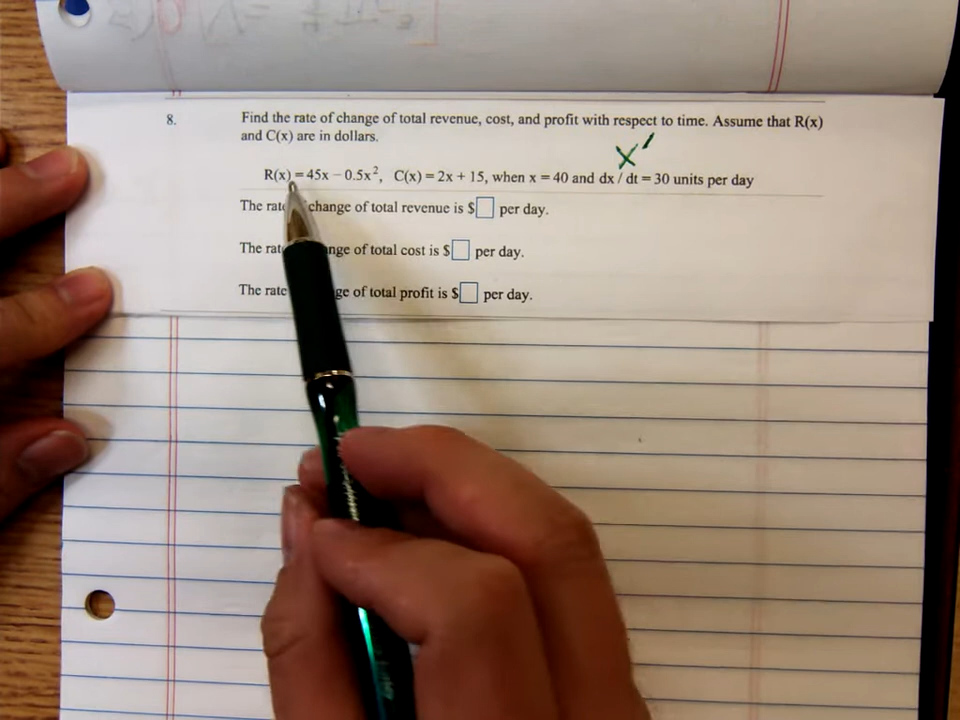 8. Find the rate of change of total revenue, cost, and profit with respect to time. Assume that R(x)
and C(x) are in dollars.
x'
R(x) = 45x − 0.5x², C(x) = 2x + 15, when x = 40 and dx / dt = 30 units per day
The rate change of total revenue is $ per day.
The rat nge of total cost is $ per day.
The rate ge of total profit is $ per day.